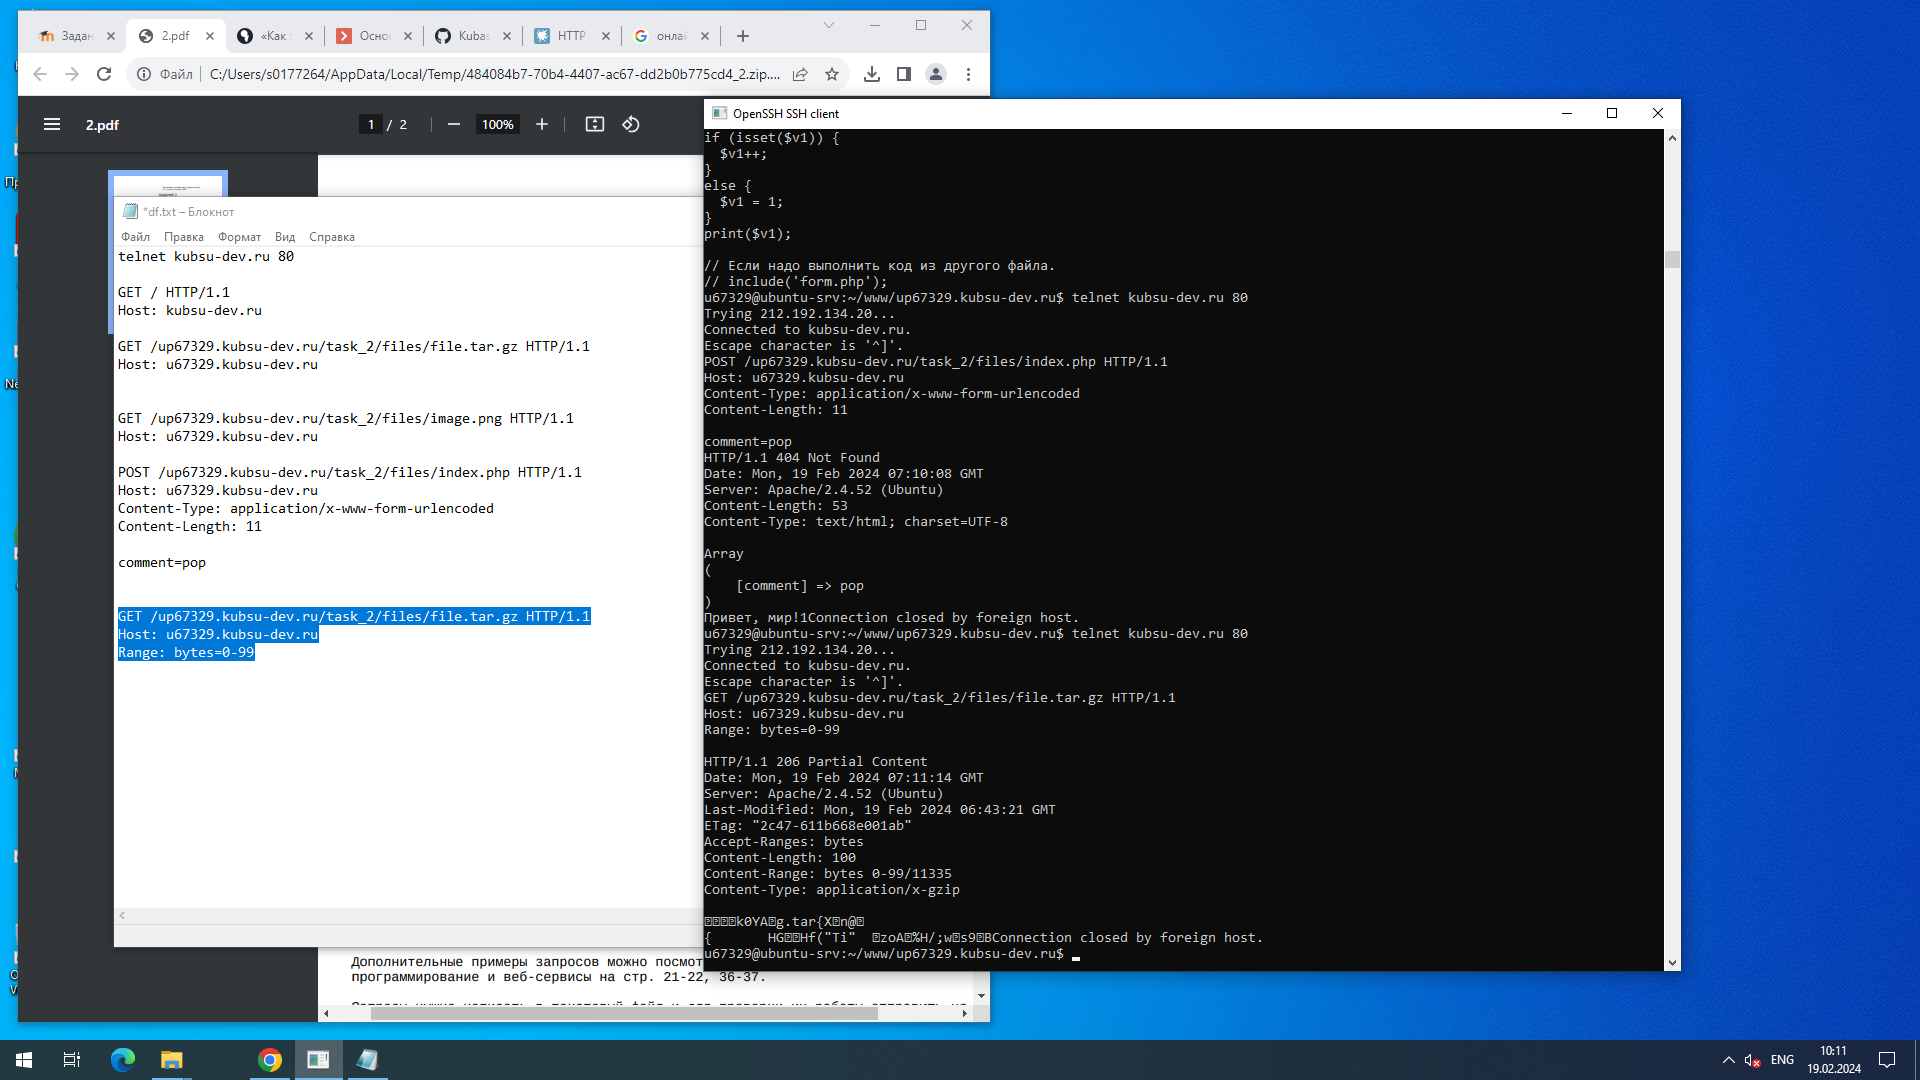 Задан
2.pdf
«Как
Осно
Kubas
HTTP
онлай
Файл
C:/Users/s0177264/AppData/Local/Temp/484084b7-70b4-4407-ac67-dd2b0b775cd4_2.zip....
2.pdf
1 / 2
100%
*df.txt – Блокнот
Файл Правка Формат Вид Справка
telnet kubsu-dev.ru 80
GET / HTTP/1.1
Host: kubsu-dev.ru
GET /up67329.kubsu-dev.ru/task_2/files/file.tar.gz HTTP/1.1
Host: u67329.kubsu-dev.ru
GET /up67329.kubsu-dev.ru/task_2/files/image.png HTTP/1.1
Host: u67329.kubsu-dev.ru
POST /up67329.kubsu-dev.ru/task_2/files/index.php HTTP/1.1
Host: u67329.kubsu-dev.ru
Content-Type: application/x-www-form-urlencoded
Content-Length: 11
comment=pop
GET /up67329.kubsu-dev.ru/task_2/files/file.tar.gz HTTP/1.1
Host: u67329.kubsu-dev.ru
Range: bytes=0-99
Дополнительные примеры запросов можно посмот
программирование и веб-сервисы на стр. 21-22, 36-37.
OpenSSH SSH client
if (isset($v1)) {
$v1++;
}
else {
$v1 = 1;
}
print($v1);
// Если надо выполнить код из другого файла.
// include('form.php');
u67329@ubuntu-srv:~/www/up67329.kubsu-dev.ru$ telnet kubsu-dev.ru 80
Trying 212.192.134.20...
Connected to kubsu-dev.ru.
Escape character is '^]'.
POST /up67329.kubsu-dev.ru/task_2/files/index.php HTTP/1.1
Host: u67329.kubsu-dev.ru
Content-Type: application/x-www-form-urlencoded
Content-Length: 11
comment=pop
HTTP/1.1 404 Not Found
Date: Mon, 19 Feb 2024 07:10:08 GMT
Server: Apache/2.4.52 (Ubuntu)
Content-Length: 53
Content-Type: text/html; charset=UTF-8
Array
(
[comment] => pop
)
Привет, мир!1Connection closed by foreign host.
u67329@ubuntu-srv:~/www/up67329.kubsu-dev.ru$ telnet kubsu-dev.ru 80
Trying 212.192.134.20...
Connected to kubsu-dev.ru.
Escape character is '^]'.
GET /up67329.kubsu-dev.ru/task_2/files/file.tar.gz HTTP/1.1
Host: u67329.kubsu-dev.ru
Range: bytes=0-99
HTTP/1.1 206 Partial Content
Date: Mon, 19 Feb 2024 07:11:14 GMT
Server: Apache/2.4.52 (Ubuntu)
Last-Modified: Mon, 19 Feb 2024 06:43:21 GMT
ETag: "2c47-611b668e001ab"
Accept-Ranges: bytes
Content-Length: 100
Content-Range: bytes 0-99/11335
Content-Type: application/x-gzip
k0YA�g.tar{X�n@�
{ HG��Hf("Ti" �zoA�%H/;w�s9�BConnection closed by foreign host.
u67329@ubuntu-srv:~/www/up67329.kubsu-dev.ru$
ENG
10:11
19.02.2024